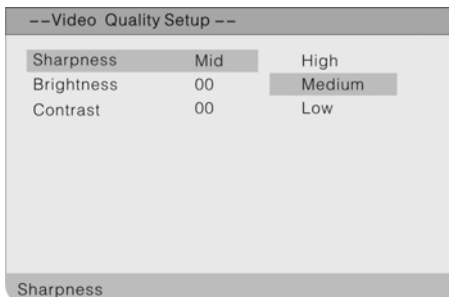 --Video Quality Setup --
Sharpness Mid High
Brightness 00 Medium
Contrast 00 Low
Sharpness